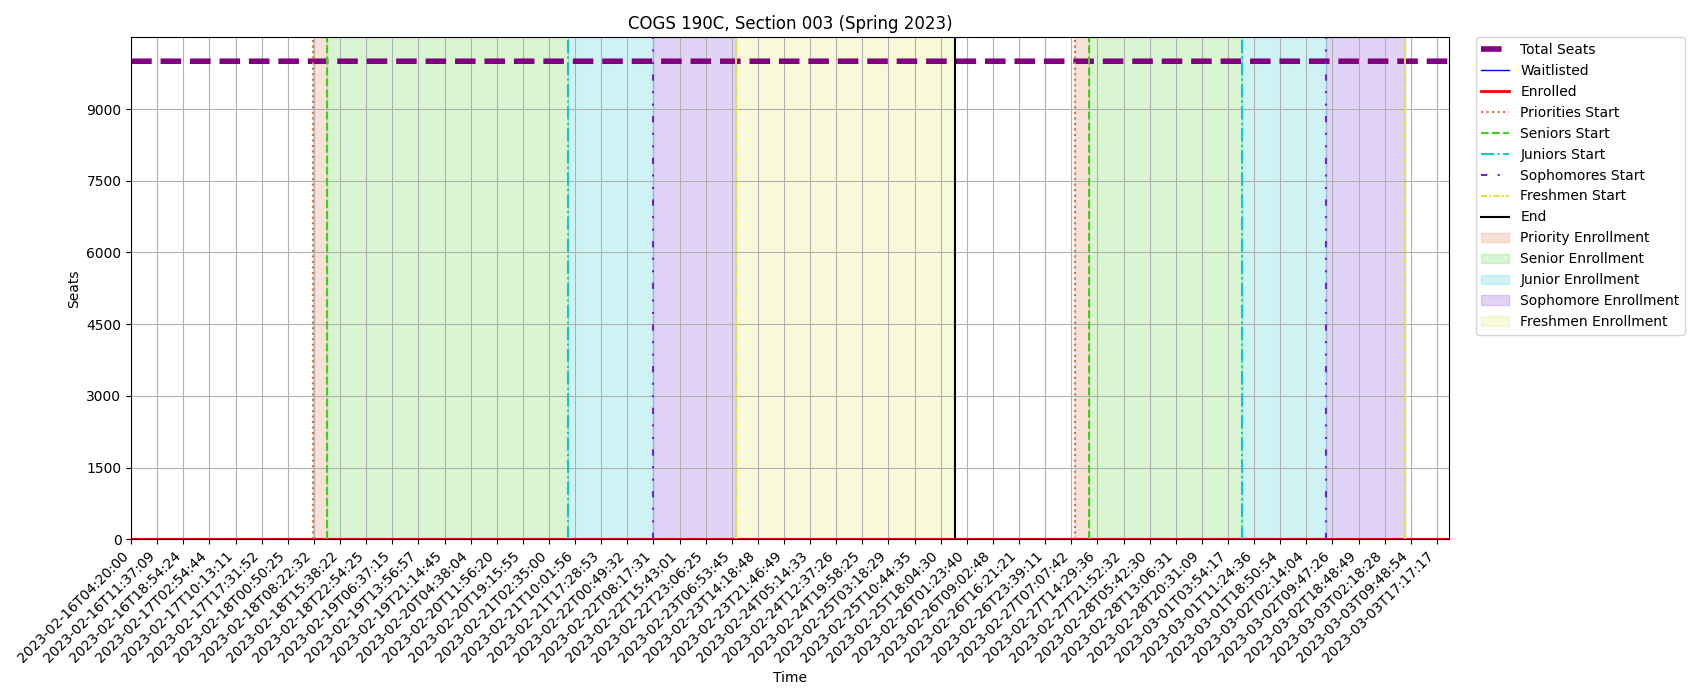 COGS 190C, Section 003 (Spring 2023)
Seats
9000
7500
6000
4500
3000
1500
0
2023-02-16T04:20:00
2023-02-16T11:37:09
2023-02-16T18:54:24
2023-02-17T02:54:44
2023-02-17T10:13:11
2023-02-17T17:31:52
2023-02-18T00:50:25
2023-02-18T08:22:32
2023-02-18T15:38:22
2023-02-18T22:54:25
2023-02-19T06:37:15
2023-02-19T13:56:57
2023-02-19T21:14:45
2023-02-20T04:38:04
2023-02-20T11:56:20
2023-02-20T19:15:55
2023-02-21T02:35:00
2023-02-21T10:01:56
2023-02-21T17:28:53
2023-02-22T00:49:32
2023-02-22T08:17:31
2023-02-22T15:43:01
2023-02-22T23:06:25
2023-02-23T06:53:45
2023-02-23T14:18:48
2023-02-23T21:46:49
2023-02-24T05:14:33
2023-02-24T12:37:26
2023-02-24T19:58:25
2023-02-25T03:18:29
2023-02-25T10:44:35
2023-02-25T18:04:30
2023-02-26T01:23:40
2023-02-26T09:02:48
2023-02-26T16:21:21
2023-02-26T23:39:11
2023-02-27T07:07:42
2023-02-27T14:29:36
2023-02-27T21:52:32
2023-02-28T05:42:30
2023-02-28T13:06:31
2023-02-28T20:31:09
2023-03-01T03:54:17
2023-03-01T11:24:36
2023-03-01T18:50:54
2023-03-02T02:14:04
2023-03-02T09:47:26
2023-03-02T18:48:49
2023-03-03T02:18:28
2023-03-03T09:48:54
2023-03-03T17:17:17
Time
Total Seats
Waitlisted
Enrolled
Priorities Start
Seniors Start
Juniors Start
Sophomores Start
Freshmen Start
End
Priority Enrollment
Senior Enrollment
Junior Enrollment
Sophomore Enrollment
Freshmen Enrollment